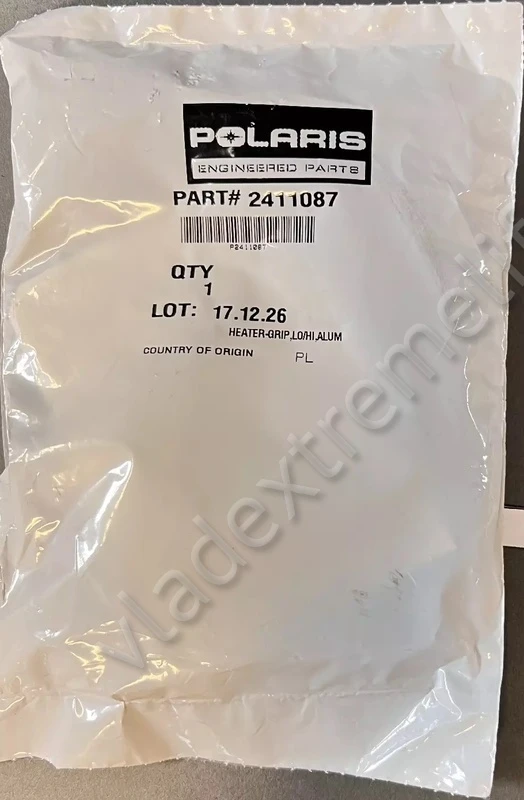 POLARIS
ENGINEERED PARTS
PART# 2411087
P2411087
QTY
1
LOT: 17.12.26
HEATER-GRIP,LO/HI,ALUM
COUNTRY OF ORIGIN PL